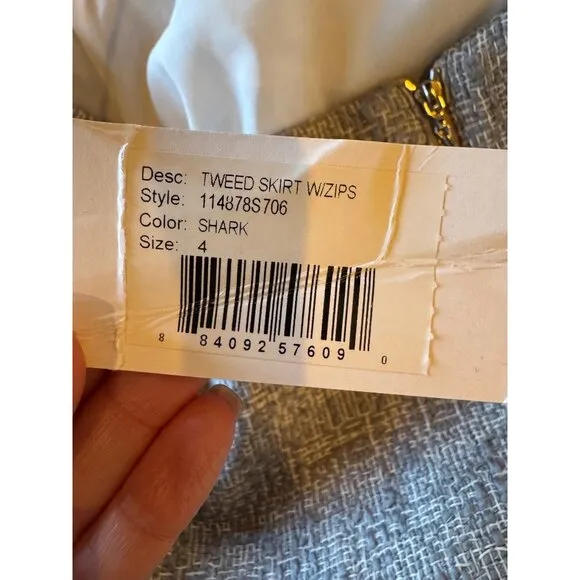 Desc: TWEED SKIRT W/ZIPS
Style: 114878S706
Color: SHARK
Size: 4
8 84092 57609 0